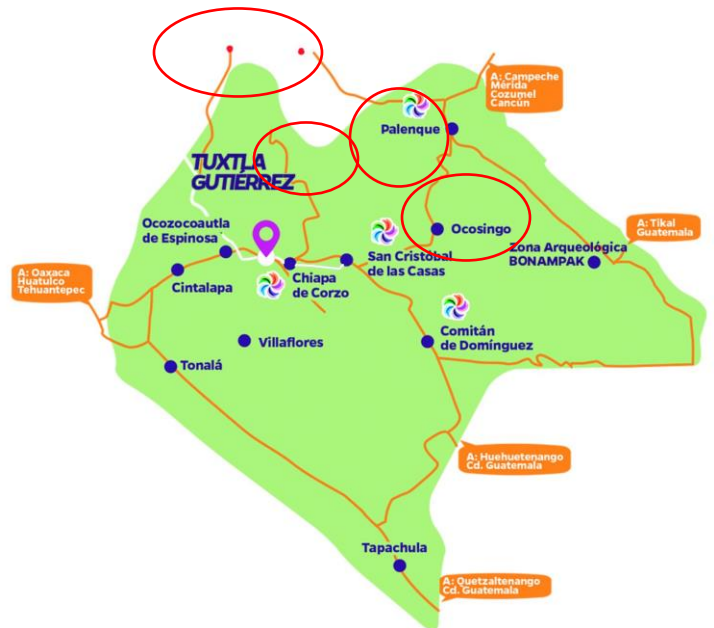 A: Campeche
Mérida
Cozumel
Cancún
Palenque
TUXTLA
GUTIÉRREZ
Ocozocoautla
de Espinosa
Ocosingo
A: Tikal
Guatemala
Zona Arqueológica
BONAMPAK
San Cristóbal
de las Casas
A: Oaxaca
Huatulco
Tehuantepec
Cintalapa
Chiapa
de Corzo
Comitán
de Domínguez
Villaflores
Tonalá
A: Huehuetenango
Cd. Guatemala
Tapachula
A: Quetzaltenango
Cd. Guatemala